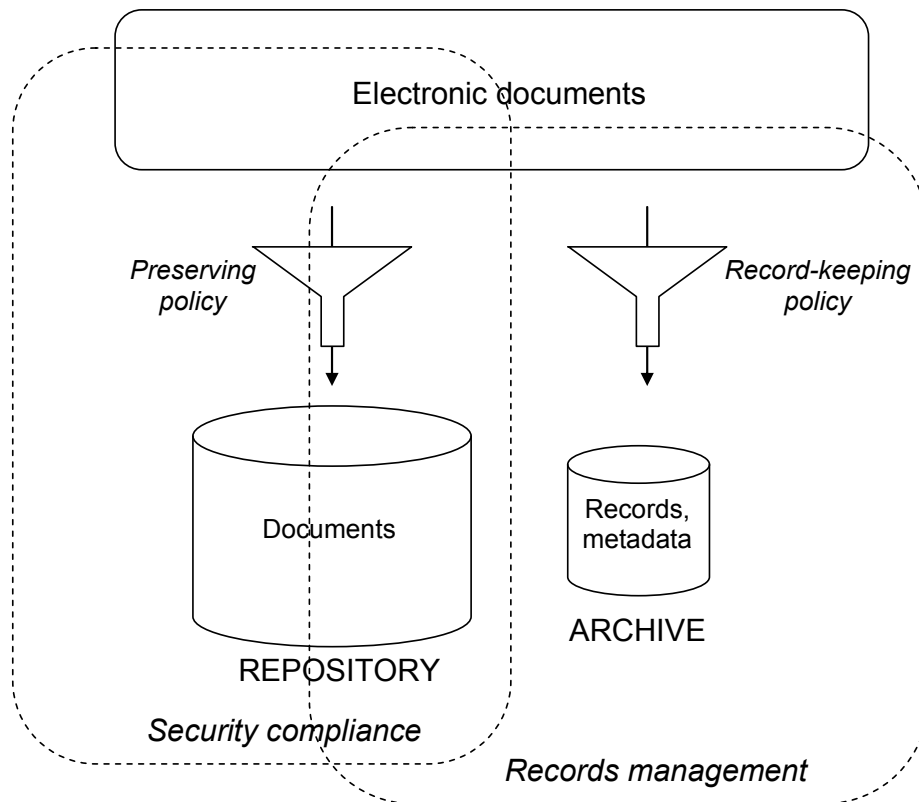 Electronic documents
Preserving
policy
Record-keeping
policy
Documents
Records,
metadata
REPOSITORY
ARCHIVE
Security compliance
Records management